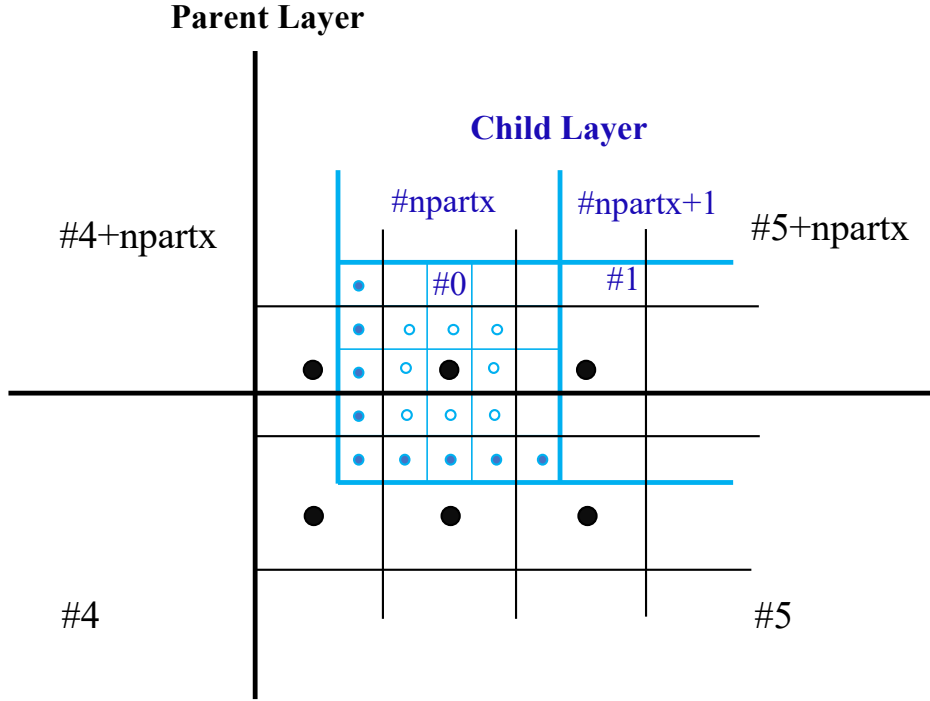 Parent Layer
Child Layer
#npartx
#npartx+1
#4+npartx
#5+npartx
#0
#1
#4
#5